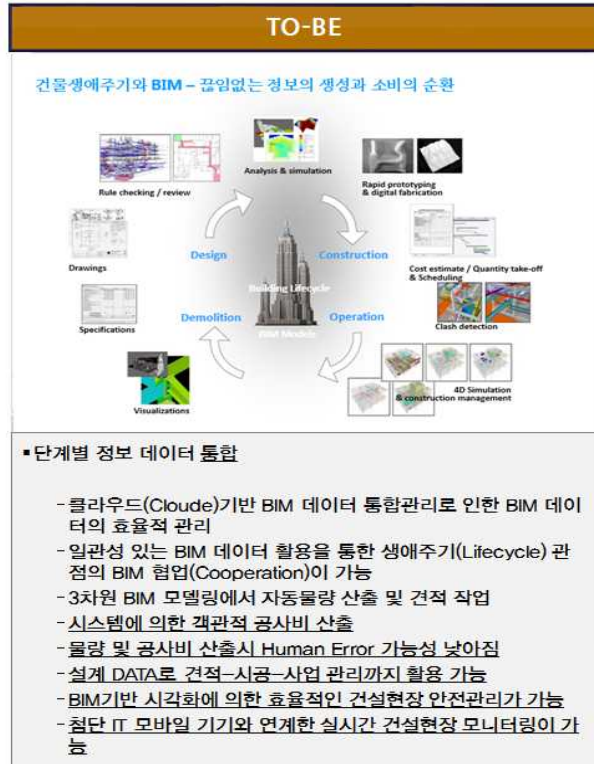 TO-BE
건물생애주기와 BIM – 끊임없는 정보의 생성과 소비의 순환
Analysis & simulation
Rule checking / review
Rapid prototyping
& digital fabrication
Design
Construction
Drawings
Cost estimate / Quantity take-off
& Scheduling
Building Lifecycle
Specifications
Demolition
Operation
Clash detection
BIM Models
Visualizations
4D Simulation
& construction management
▪단계별 정보 데이터 통합
-클라우드(Cloude)기반 BIM 데이터 통합관리로 인한 BIM 데이
터의 효율적 관리
-일관성 있는 BIM 데이터 활용을 통한 생애주기(Lifecycle) 관
점의 BIM 협업(Cooperation)이 가능
-3차원 BIM 모델링에서 자동물량 산출 및 견적 작업
-시스템에 의한 객관적 공사비 산출
-물량 및 공사비 산출시 Human Error 가능성 낮아짐
-설계 DATA로 견적-시공-사업 관리까지 활용 가능
-BIM기반 시각화에 의한 효율적인 건설현장 안전관리가 가능
-첨단 IT 모바일 기기와 연계한 실시간 건설현장 모니터링이 가
능